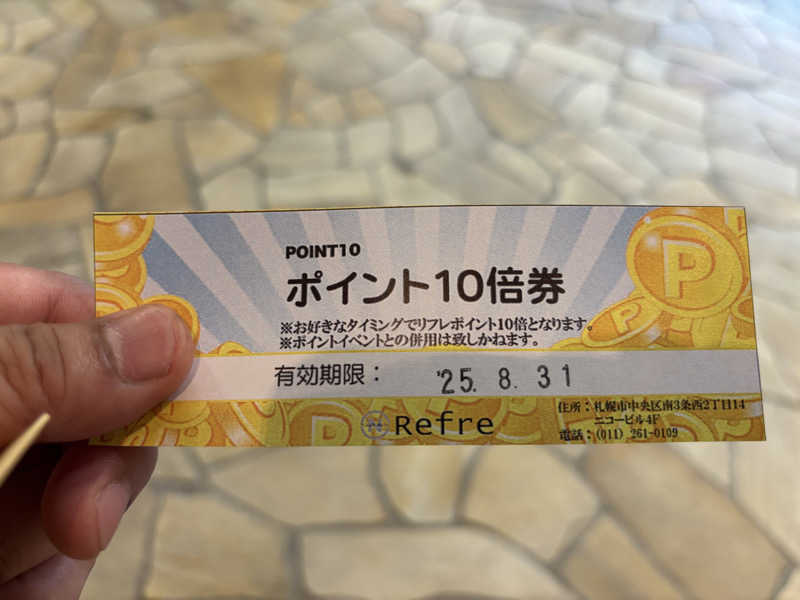 POINT10
ポイント10倍券
※お好きなタイミングでリフレポイント10倍となります。
※ポイントイベントとの併用は致しかねます。
有効期限： '25. 8. 31
Refre
住所：札幌市中央区南3条西2丁目14
ニコービル4F
電話：(011) 261-0109
P
P